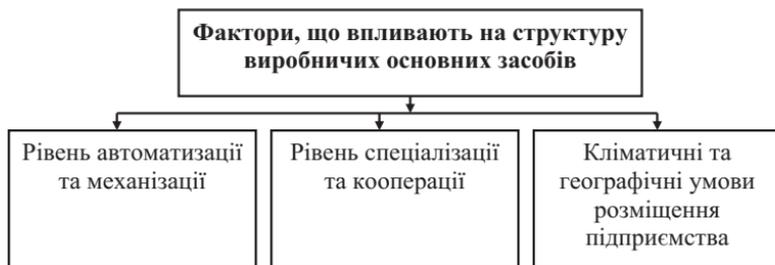 Фактори, що впливають на структуру
виробничих основних засобів
Рівень автоматизації
та механізації
Рівень спеціалізації
та кооперації
Кліматичні та
географічні умови
розміщення
підприємства